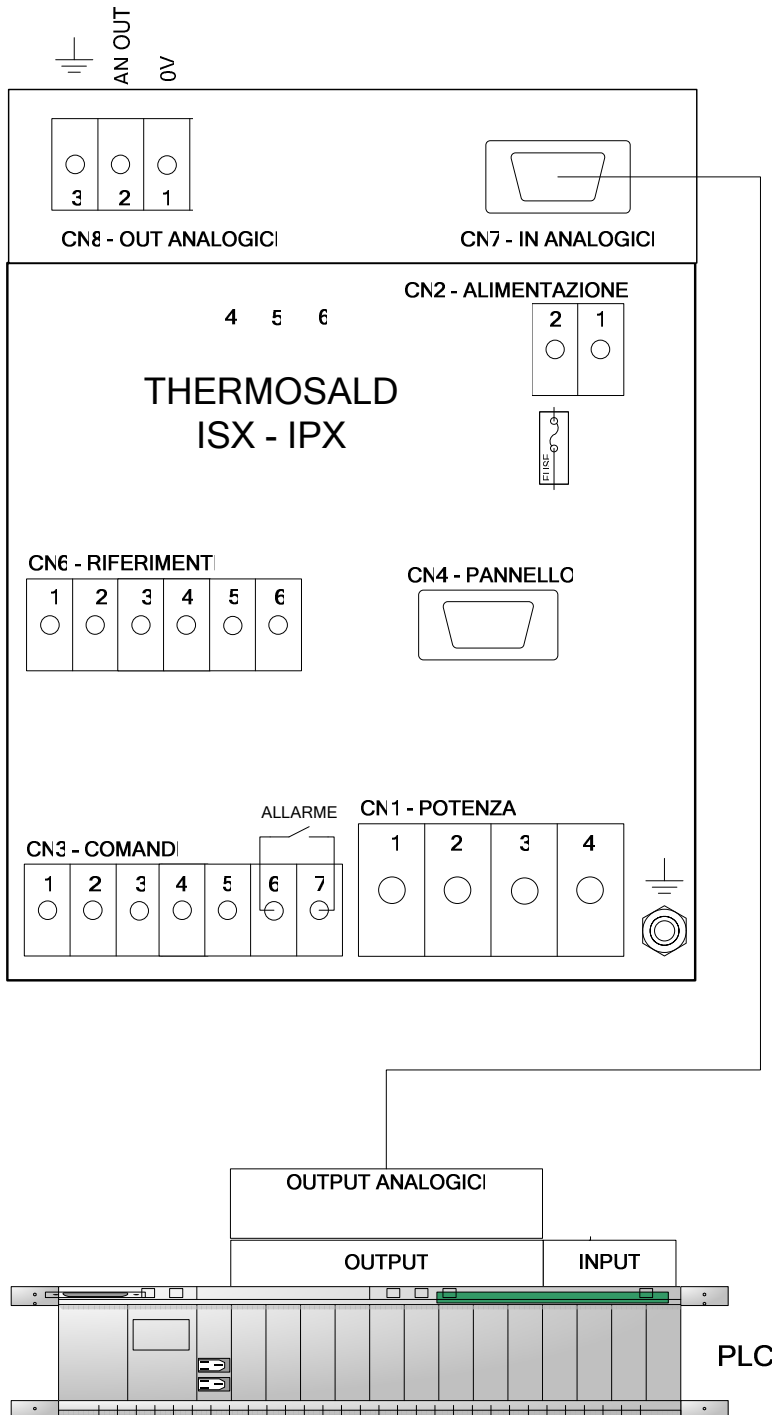 AN OUT
0V
3 2 1
CN8 - OUT ANALOGICI
CN7 - IN ANALOGICI
CN2 - ALIMENTAZIONE
2 1
4 5 6
THERMOSALD
ISX - IPX
FUSE
CN6 - RIFERIMENTI
1 2 3 4 5 6
CN4 - PANNELLO
ALLARME
CN1 - POTENZA
1 2 3 4
CN3 - COMANDI
1 2 3 4 5 6 7
OUTPUT ANALOGICI
OUTPUT
INPUT
PLC